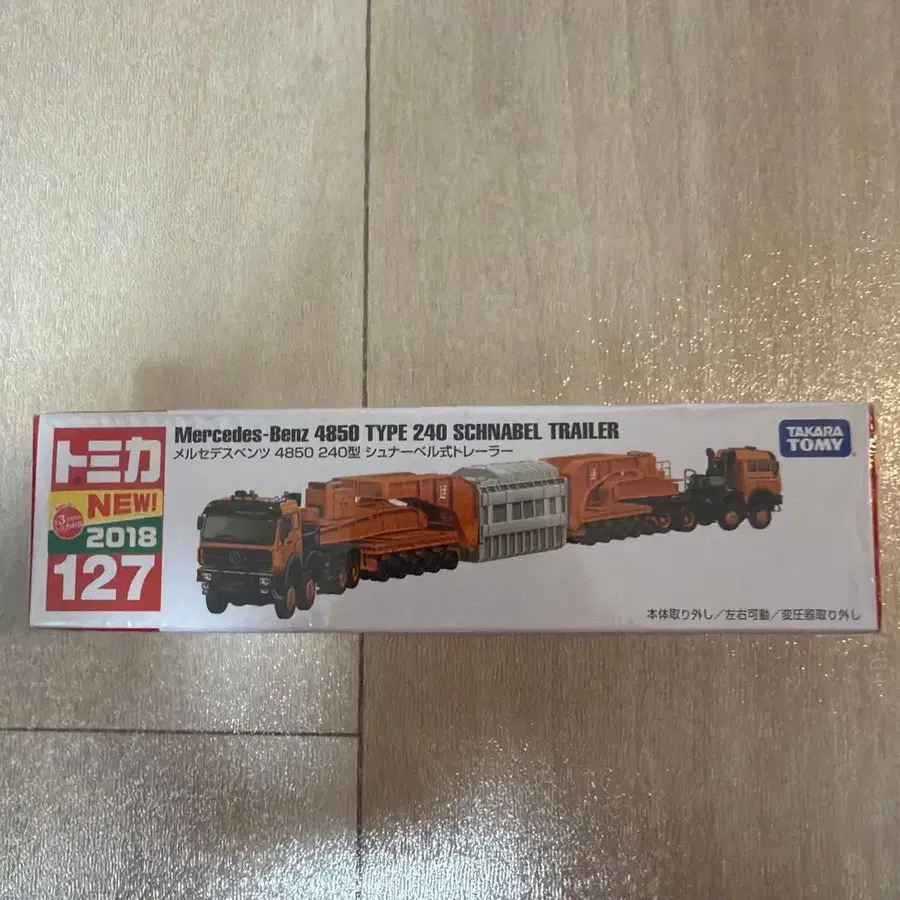 Mercedes-Benz 4850 TYPE 240 SCHNABEL TRAILER
メルセデスベンツ 4850 240型 シュナーベル式トレーラー
TAKARA
TOMY
トミカ
NEW!
2018
127
本体取り外し／左右可動／変圧器取り外し